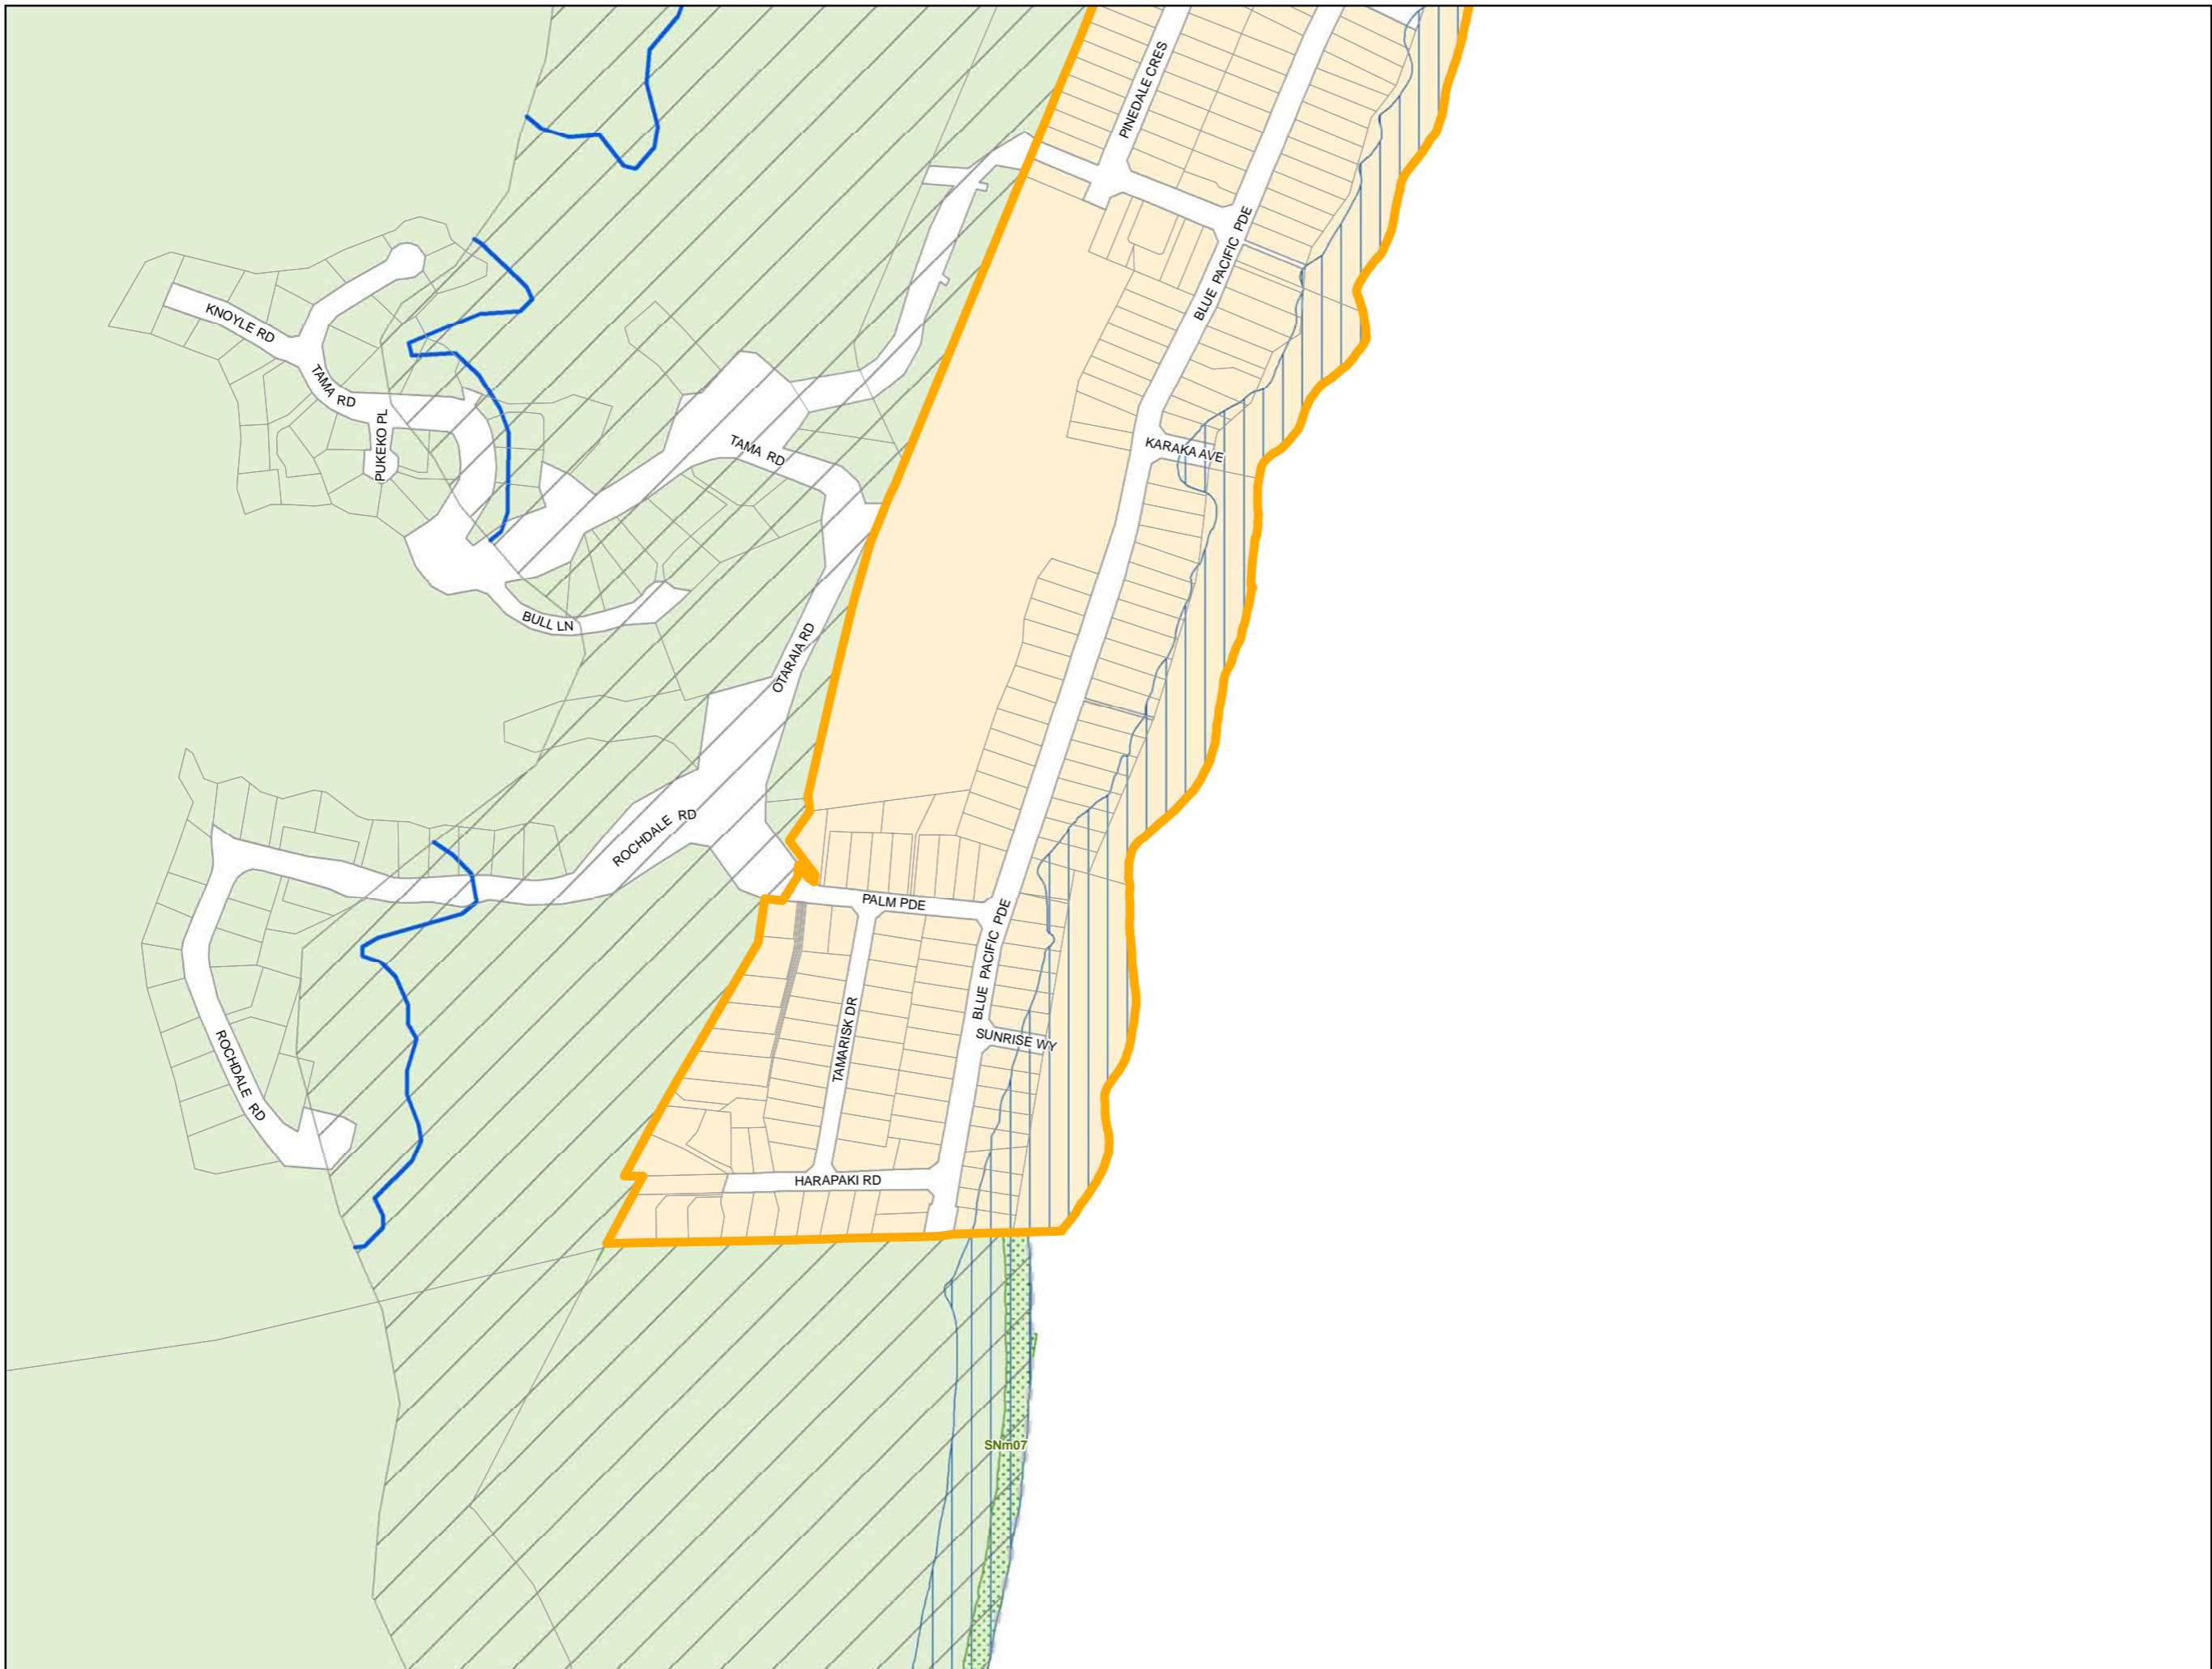 PINEDALE CRES
BLUE PACIFIC PDE
KNOYLE RD
TAMA RD
PUKEKO PL
TAMA RD
KARAKA AVE
BULL LN
OTARAIA RD
ROCHDALE RD
PALM PDE
BLUE PACIFIC PDE
TAMARISK DR
SUNRISE WY
ROCHDALE RD
HARAPAKI RD
SNm07